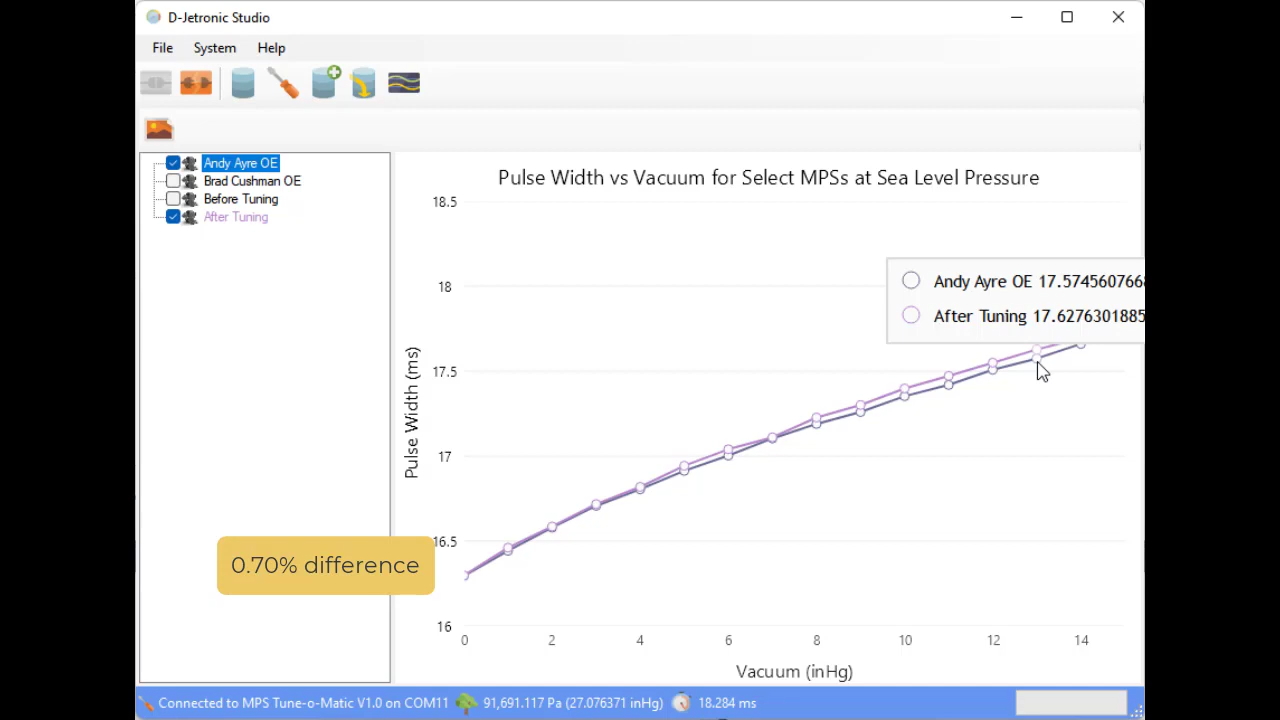 D-Jetronic Studio
File System Help
Andy Ayre OE
Brad Cushman OE
Before Tuning
After Tuning
Pulse Width vs Vacuum for Select MPSs at Sea Level Pressure
18.5
18
17.5
17
16.5
16
Pulse Width (ms)
Andy Ayre OE 17.574560766
After Tuning 17.6276301885
0.70% difference
0 2 4 6 8 10 12 14
Vacuum (inHg)
Connected to MPS Tune-o-Matic V1.0 on COM11 91,691.117 Pa (27.076371 inHg) 18.284 ms